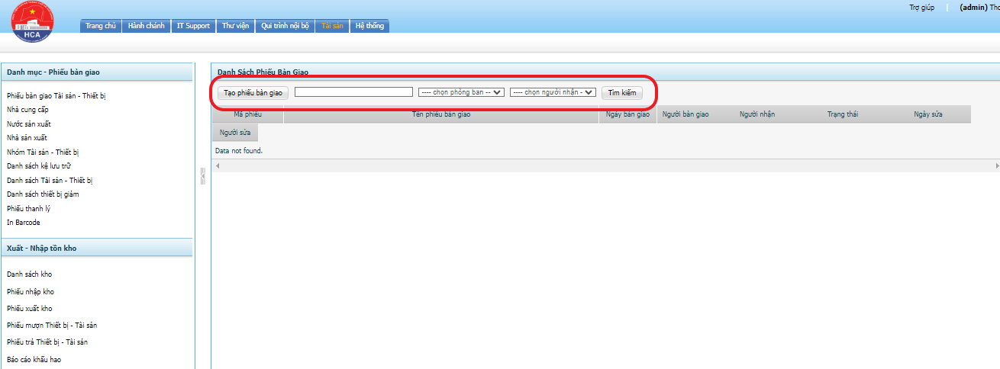 Trợ giúp | (admin) Tho
HCA
Trang chủ Hành chánh IT Support Thư viện Qui trình nội bộ Tài sản Hệ thống
Danh mục - Phiếu bàn giao
Phiếu bàn giao Tài sản - Thiết bị
Nhà cung cấp
Nước sản xuất
Nhà sản xuất
Nhóm Tài sản - Thiết bị
Danh sách kệ lưu trữ
Danh sách Tài sản - Thiết bị
Danh sách thiết bị giảm
Phiếu thanh lý
In Barcode
Xuất - Nhập tồn kho
Danh sách kho
Phiếu nhập kho
Phiếu xuất kho
Phiếu mượn Thiết bị - Tài sản
Phiếu trả Thiết bị - Tài sản
Báo cáo khấu hao
Danh Sách Phiếu Bàn Giao
Tạo phiếu bàn giao ---- chọn phòng ban -- ---- chọn người nhận - Tìm kiếm
Mã phiếu Tên phiếu bàn giao Ngày bàn giao Người bàn giao Người nhận Trạng thái Ngày sửa
Người sửa
Data not found.